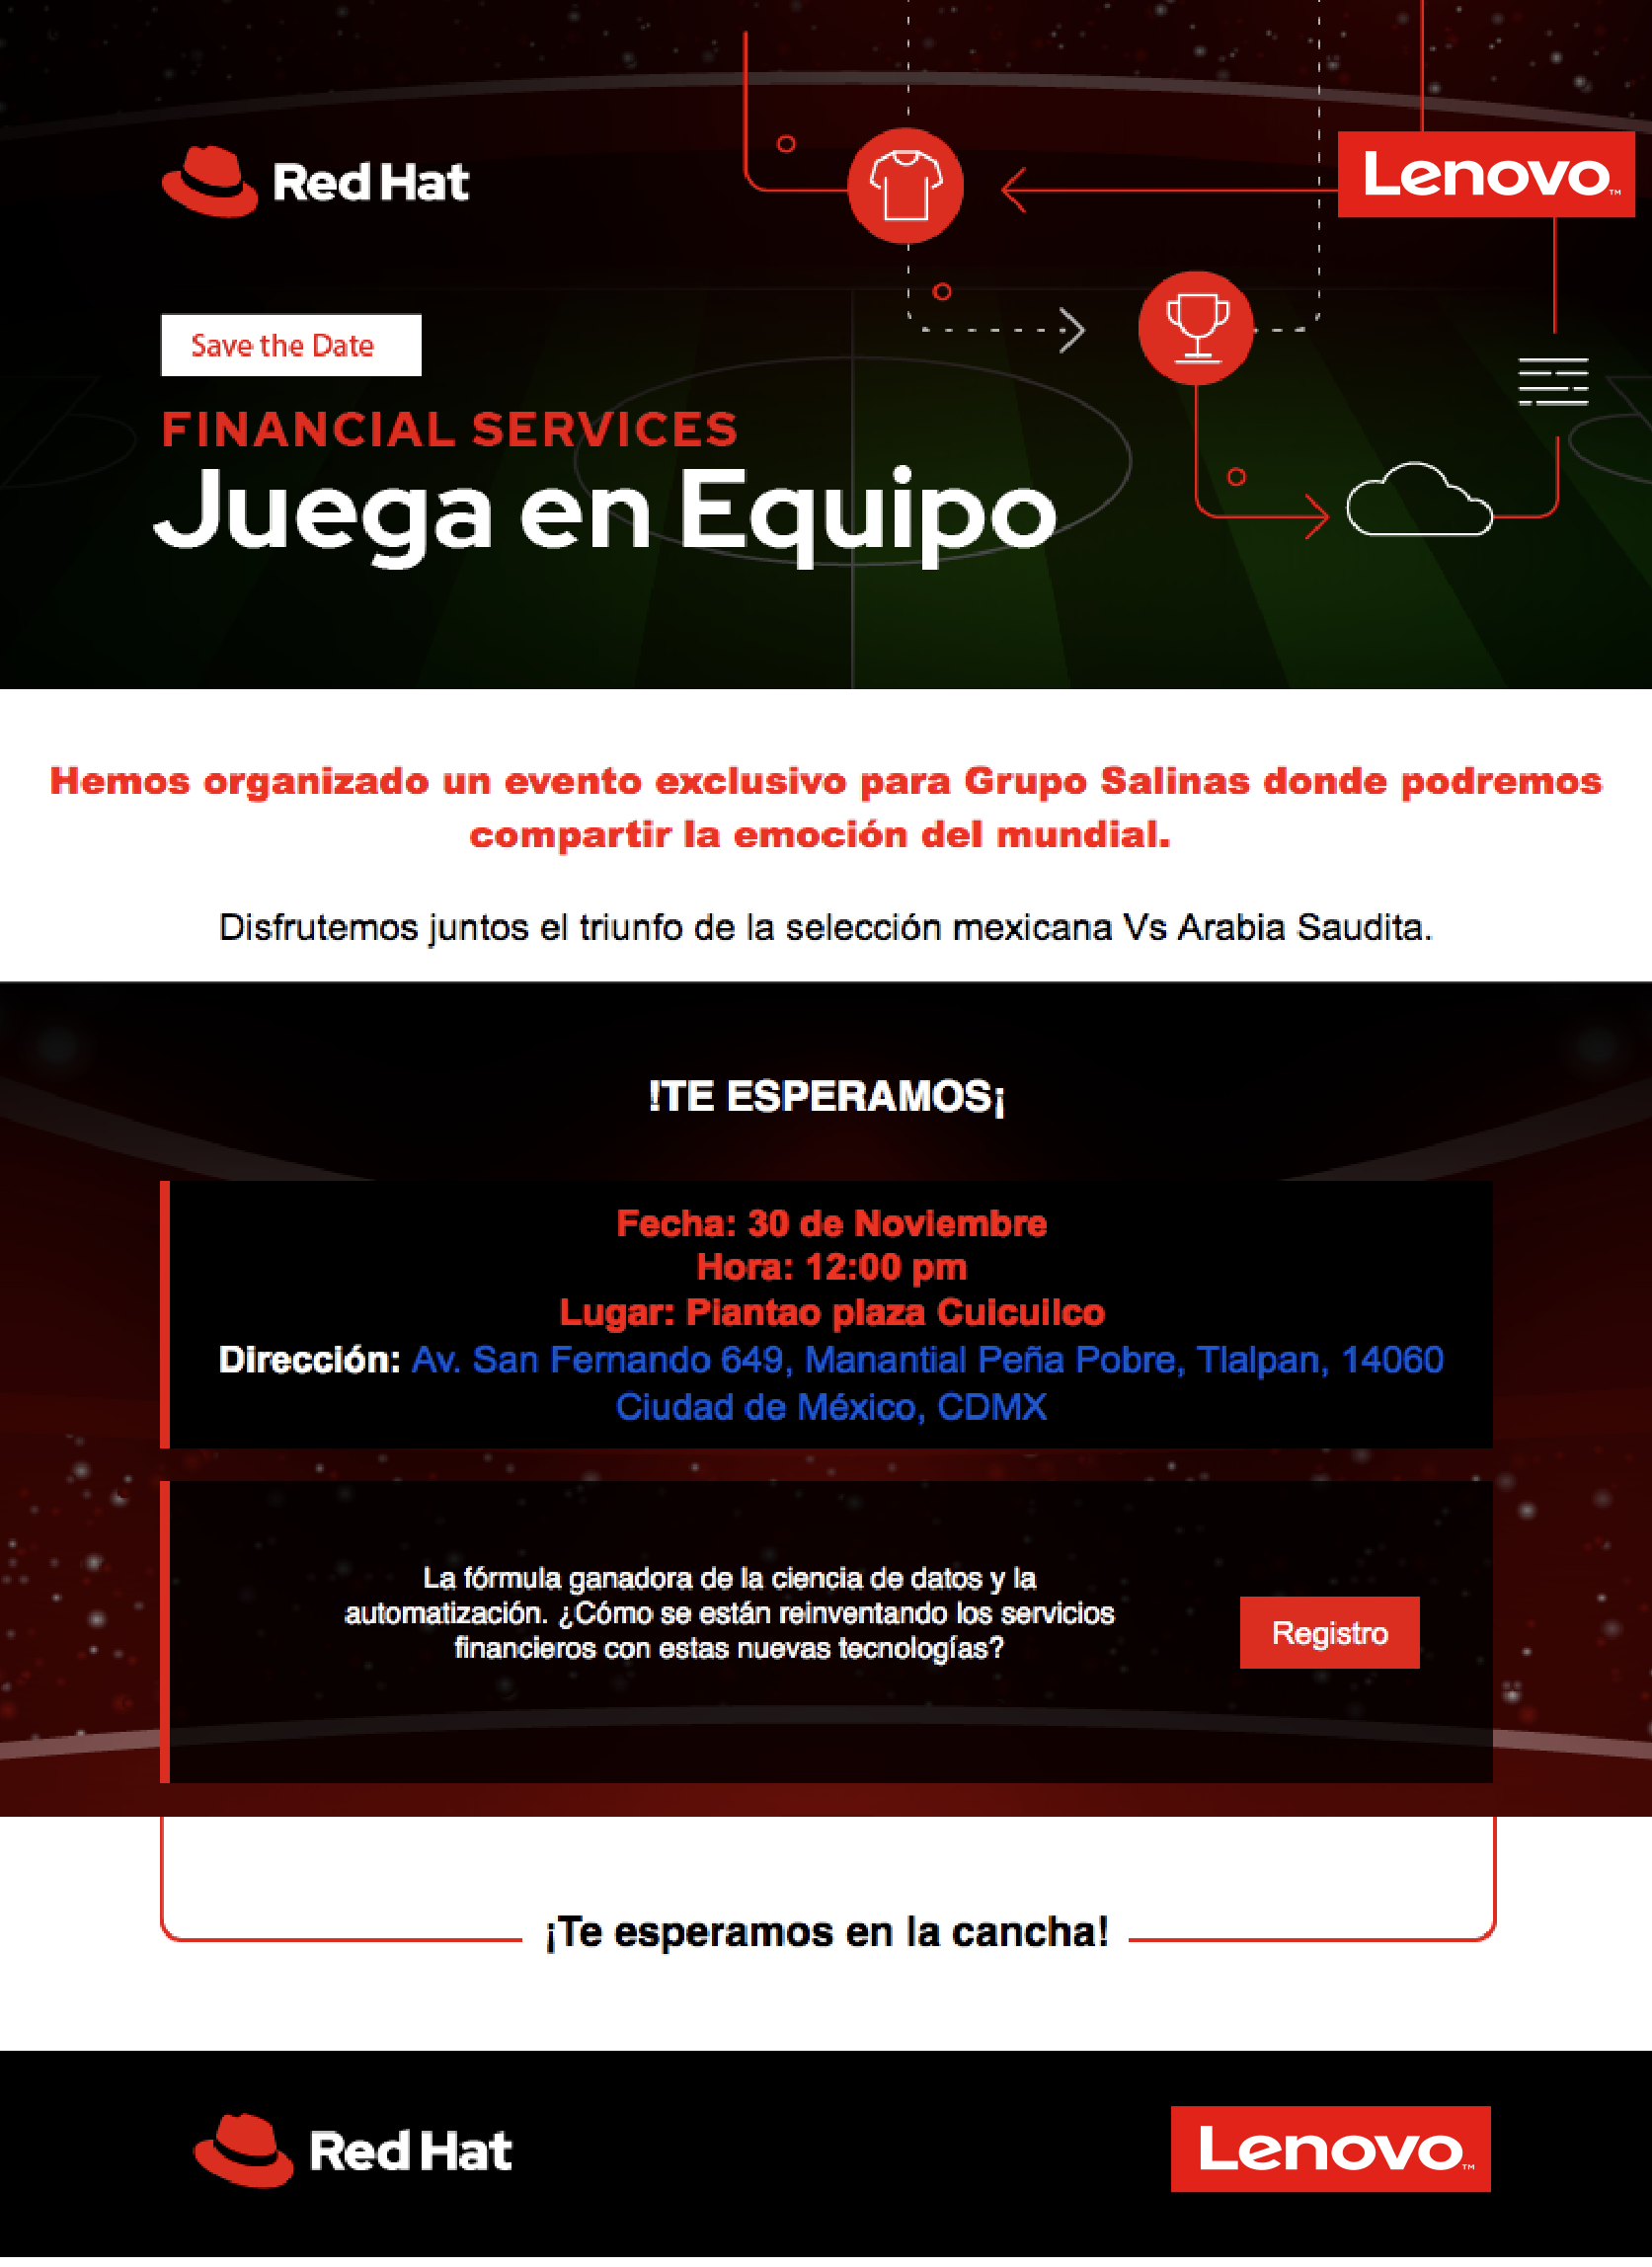 Red Hat
Lenovo™
Save the Date
FINANCIAL SERVICES
Juega en Equipo
Hemos organizado un evento exclusivo para Grupo Salinas donde podremos
compartir la emoción del mundial.
Disfrutemos juntos el triunfo de la selección mexicana Vs Arabia Saudita.
!TE ESPERAMOS¡
Fecha: 30 de Noviembre
Hora: 12:00 pm
Lugar: Piantao plaza Cuicuilco
Dirección: Av. San Fernando 649, Manantial Peña Pobre, Tlalpan, 14060
Ciudad de México, CDMX
La fórmula ganadora de la ciencia de datos y la
automatización. ¿Cómo se están reinventando los servicios
financieros con estas nuevas tecnologías?
Registro
¡Te esperamos en la cancha!
Red Hat
Lenovo™